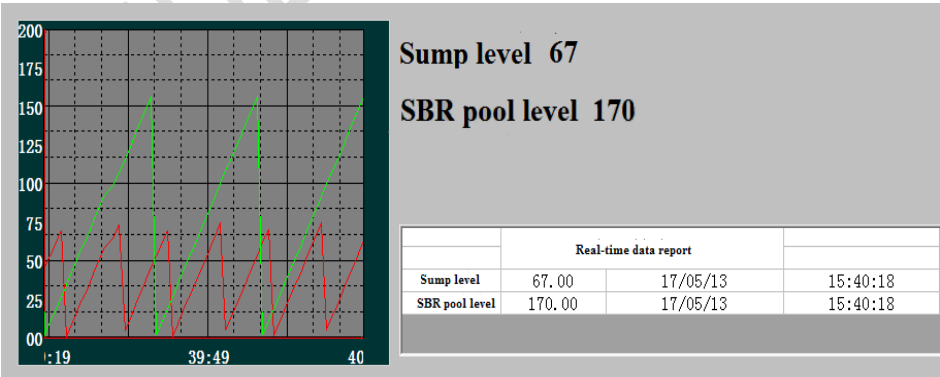 200
175
150
125
100
75
50
25
00
:19 39:49 40
Sump level 67
SBR pool level 170
Real-time data report
Sump level 67.00 17/05/13 15:40:18
SBR pool level 170.00 17/05/13 15:40:18